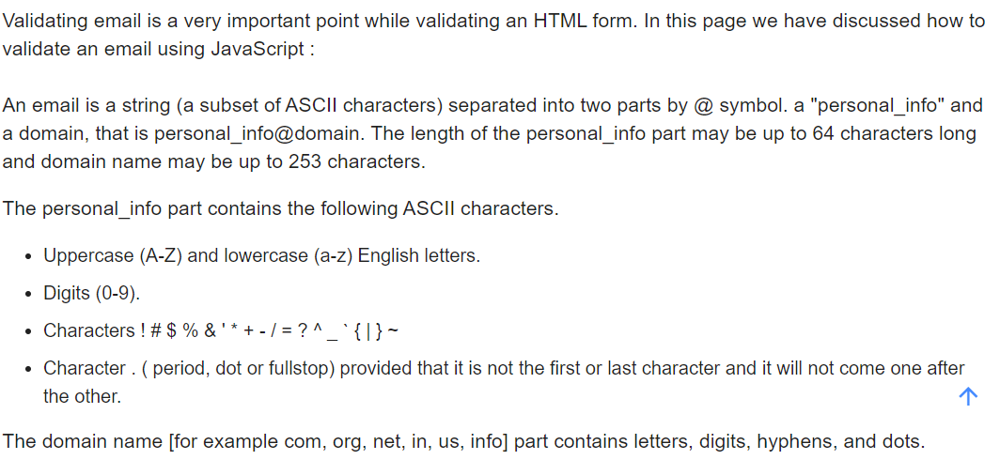 Validating email is a very important point while validating an HTML form. In this page we have discussed how to
validate an email using JavaScript :
An email is a string (a subset of ASCII characters) separated into two parts by @ symbol. a "personal_info" and
a domain, that is personal_info@domain. The length of the personal_info part may be up to 64 characters long
and domain name may be up to 253 characters.
The personal_info part contains the following ASCII characters.
• Uppercase (A-Z) and lowercase (a-z) English letters.
• Digits (0-9).
• Characters ! # $ % & ' * + - / = ? ^ _ ` { | } ~
• Character . ( period, dot or fullstop) provided that it is not the first or last character and it will not come one after
the other.
The domain name [for example com, org, net, in, us, info] part contains letters, digits, hyphens, and dots.